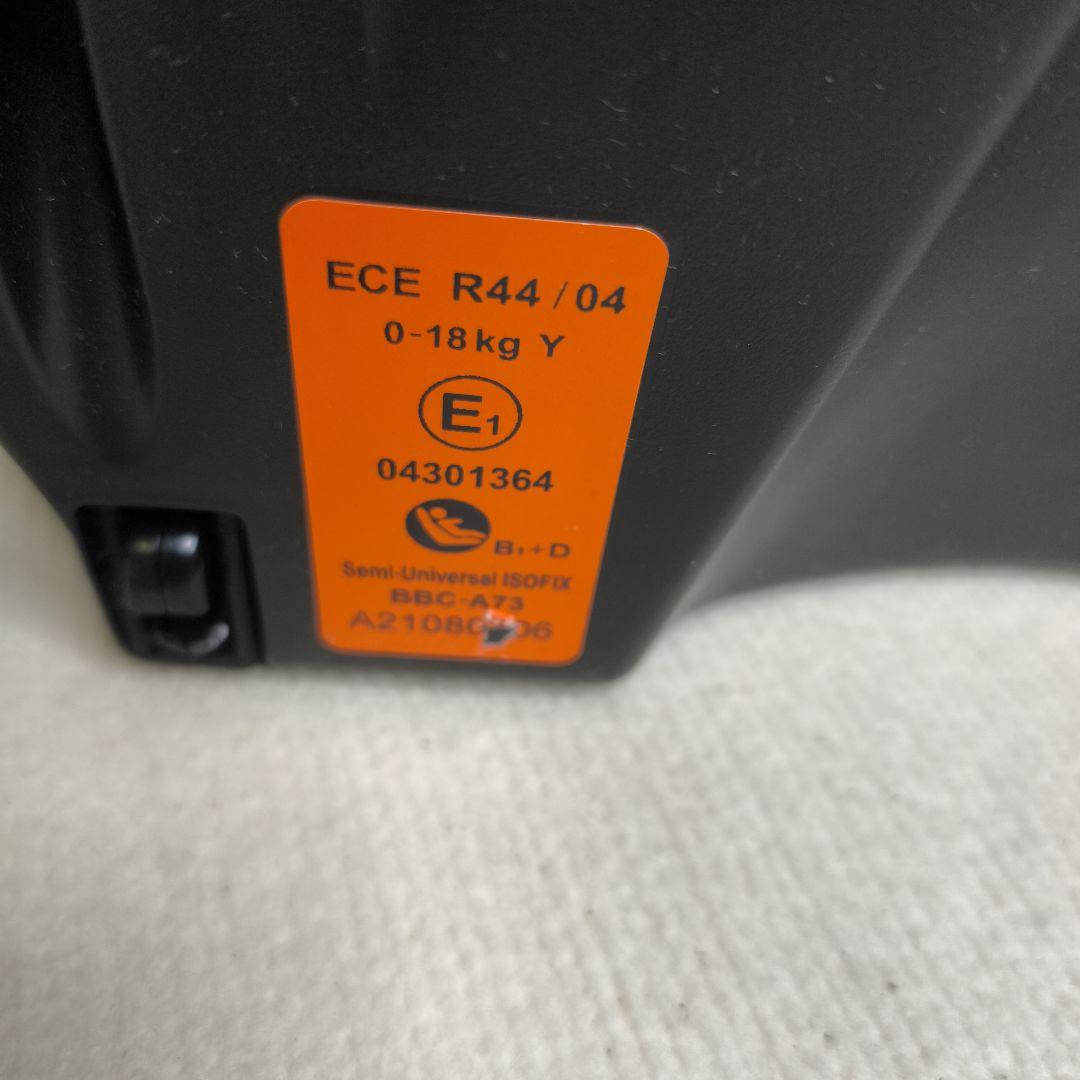 ECE R44/04
0-18kg Y
E1
04301364
B1+D
Semi-Universal ISOFIX
BBC-A73